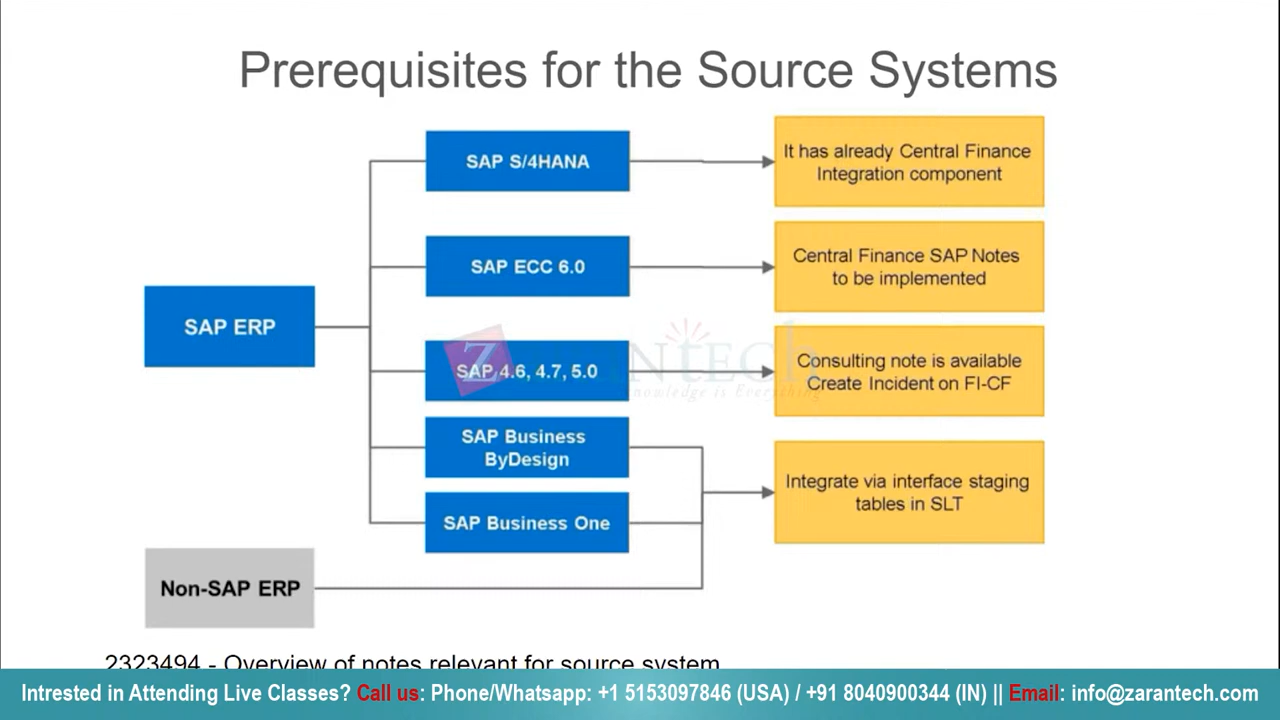 Prerequisites for the Source Systems
SAP S/4HANA
It has already Central Finance
Integration component
SAP ECC 6.0
Central Finance SAP Notes
to be implemented
SAP ERP
SAP 4.6, 4.7, 5.0
Consulting note is available
Create Incident on FI-CF
ZARANTECH
Knowledge is Everything
SAP Business
ByDesign
Integrate via interface staging
tables in SLT
SAP Business One
Non-SAP ERP
2323494 - Overview of notes relevant for source system
Intrested in Attending Live Classes? Call us: Phone/Whatsapp: +1 5153097846 (USA) / +91 8040900344 (IN) || Email: info@zarantech.com